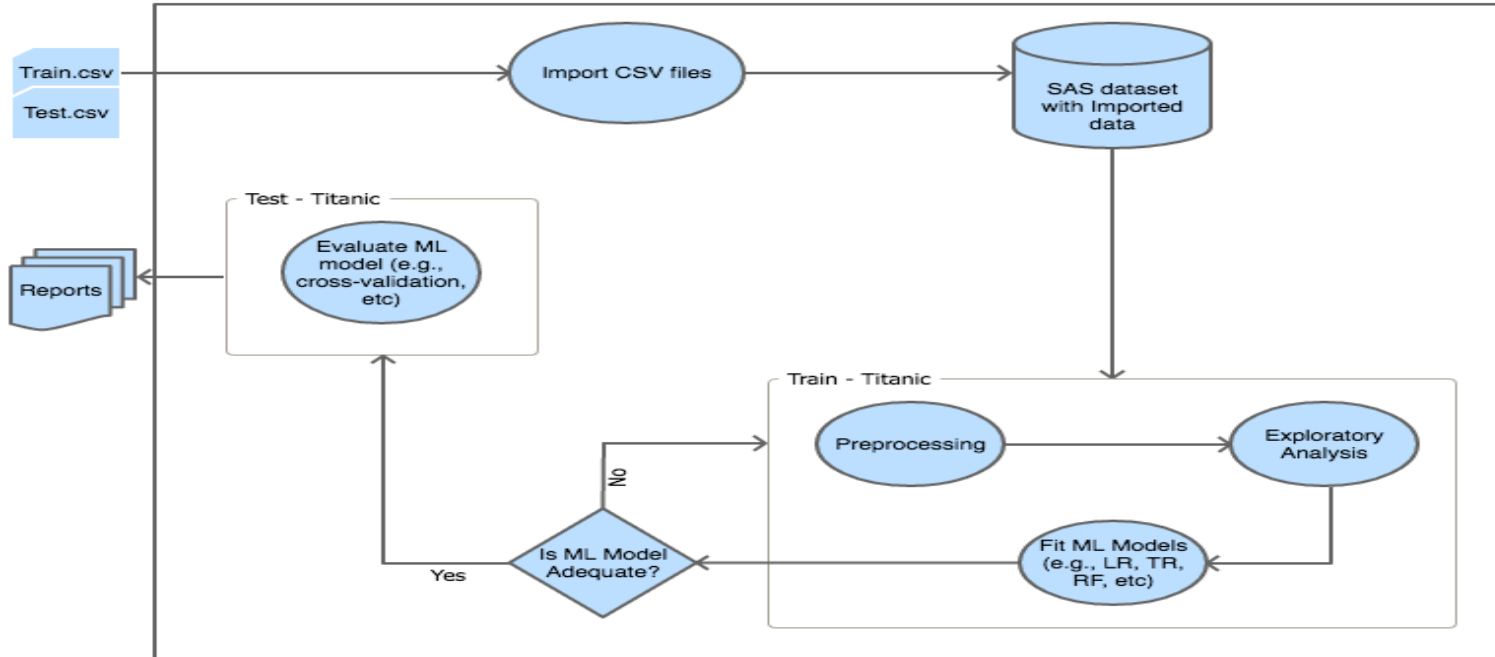 Train.csv
Test.csv
Import CSV files
SAS dataset
with Imported
data
Test - Titanic
Evaluate ML
model (e.g.,
cross-validation,
etc)
Reports
Train - Titanic
Preprocessing
Exploratory
Analysis
No
Is ML Model
Adequate?
Yes
Fit ML Models
(e.g., LR, TR,
RF, etc)